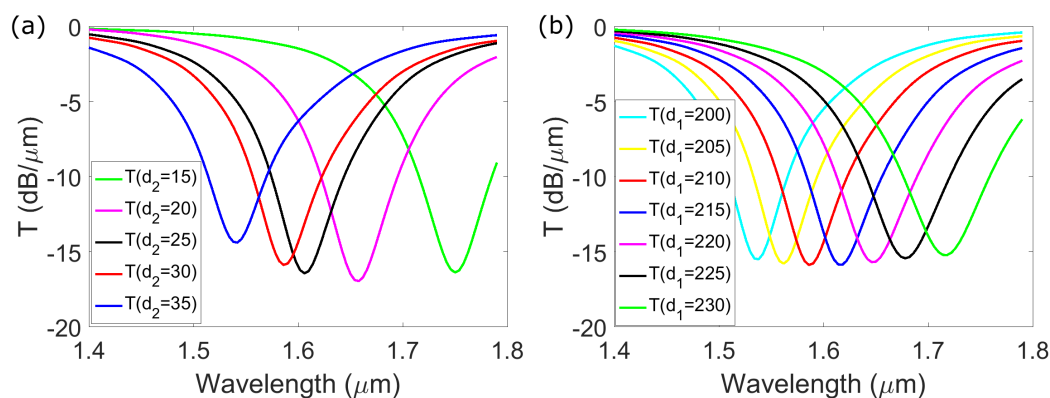 (a)
T (dB/μm)
0
-5
-10
-15
-20
T(d₂=15)
T(d₂=20)
T(d₂=25)
T(d₂=30)
T(d₂=35)
1.4 1.5 1.6 1.7 1.8
Wavelength (μm)
(b)
T (dB/μm)
0
-5
-10
-15
-20
T(d₁=200)
T(d₁=205)
T(d₁=210)
T(d₁=215)
T(d₁=220)
T(d₁=225)
T(d₁=230)
1.4 1.5 1.6 1.7 1.8
Wavelength (μm)